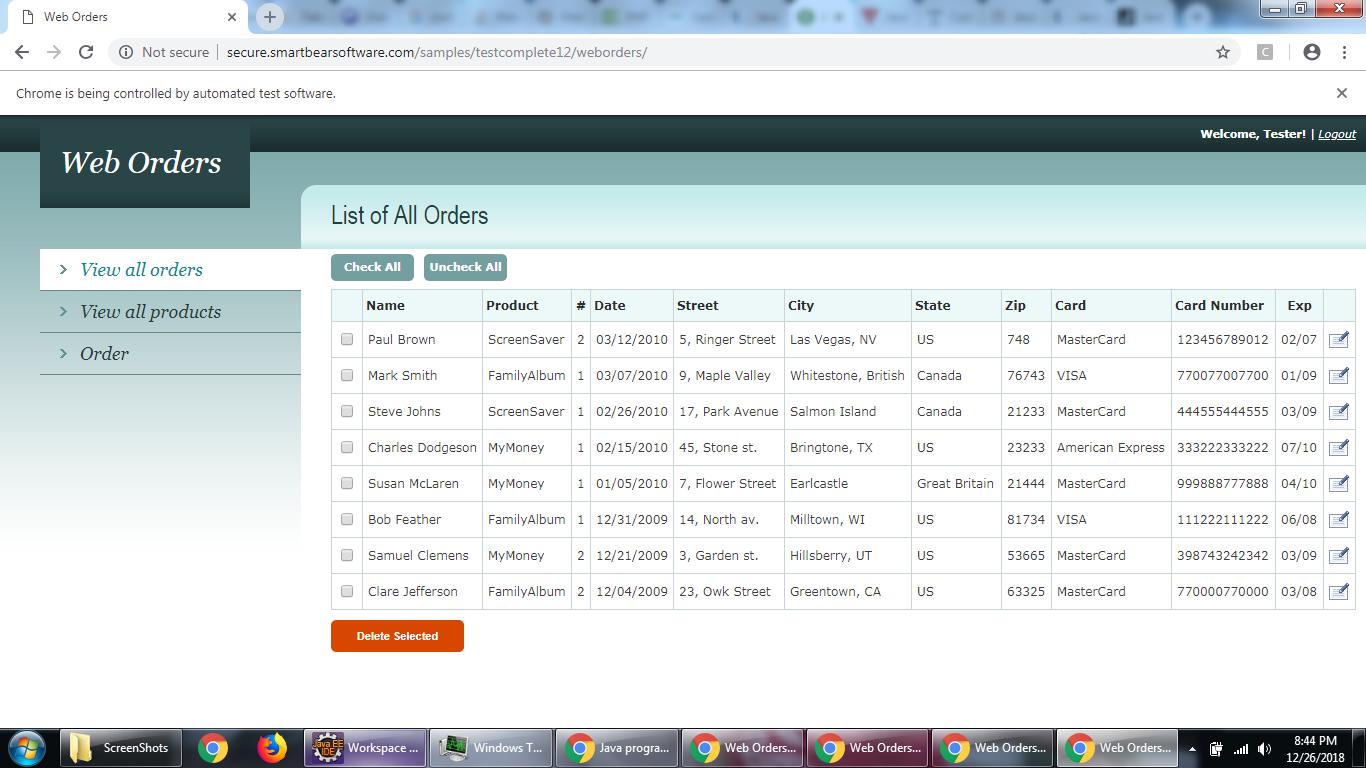 Web Orders
Not secure | secure.smartbearsoftware.com/samples/testcomplete12/weborders/
C
Chrome is being controlled by automated test software.
Welcome, Tester! | Logout
Web Orders
List of All Orders
View all orders
View all products
Order
Check All Uncheck All
Name Product # Date Street City State Zip Card Card Number Exp
Paul Brown ScreenSaver 2 03/12/2010 5, Ringer Street Las Vegas, NV US 748 MasterCard 123456789012 02/07
Mark Smith FamilyAlbum 1 03/07/2010 9, Maple Valley Whitestone, British Canada 76743 VISA 770077007700 01/09
Steve Johns ScreenSaver 1 02/26/2010 17, Park Avenue Salmon Island Canada 21233 MasterCard 444555444555 03/09
Charles Dodgeson MyMoney 1 02/15/2010 45, Stone st. Bringtone, TX US 23233 American Express 333222333222 07/10
Susan McLaren MyMoney 1 01/05/2010 7, Flower Street Earlcastle Great Britain 21444 MasterCard 999888777888 04/10
Bob Feather FamilyAlbum 1 12/31/2009 14, North av. Milltown, WI US 81734 VISA 111222111222 06/08
Samuel Clemens MyMoney 2 12/21/2009 3, Garden st. Hillsberry, UT US 53665 MasterCard 398743242342 03/09
Clare Jefferson FamilyAlbum 2 12/04/2009 23, Owk Street Greentown, CA US 63325 MasterCard 770000770000 03/08
Delete Selected
ScreenShots Java EE IDE Workspace ... Windows T... Java progra... Web Orders... Web Orders... Web Orders... Web Orders...
8:44 PM
12/26/2018